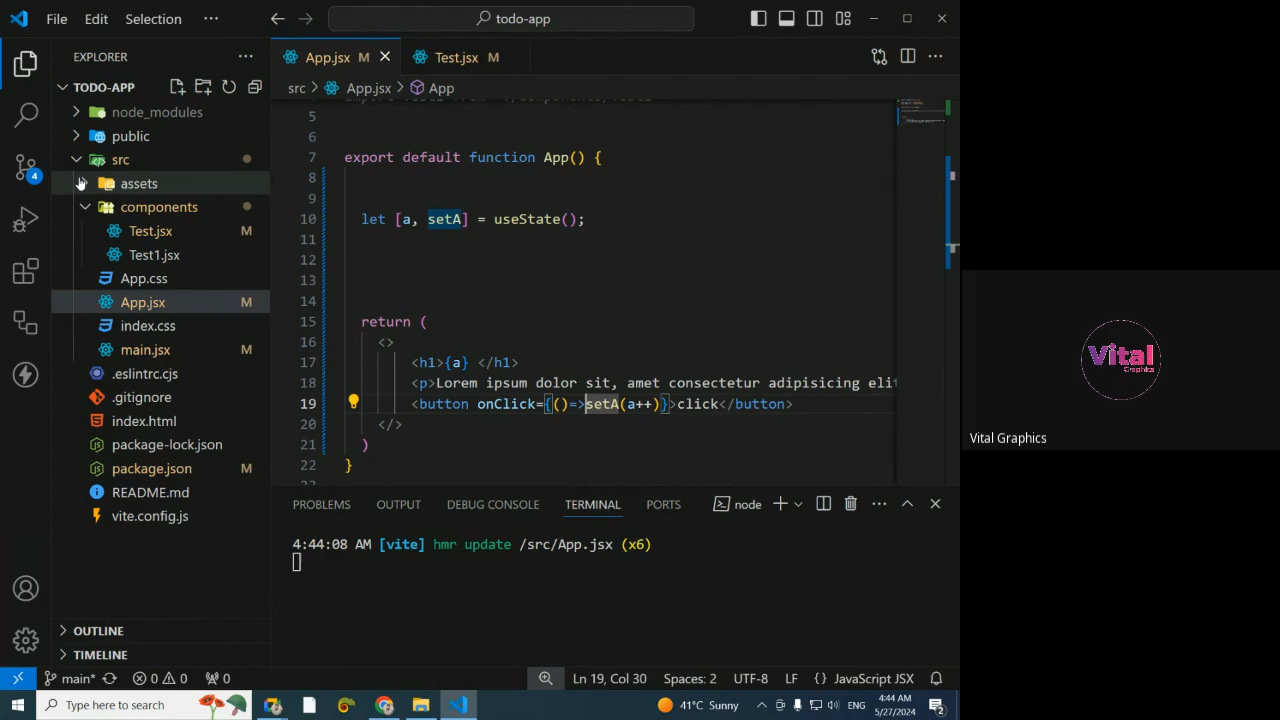 File Edit Selection ··· todo-app
EXPLORER ···
App.jsx M
Test.jsx M
TODO-APP
src > App.jsx > App
node_modules
public
src
assets
components
Test.jsx M
Test1.jsx
App.css
App.jsx M
index.css
main.jsx M
.eslintrc.cjs
.gitignore
index.html
package-lock.json
package.json M
README.md
vite.config.js
OUTLINE
TIMELINE
4
5
6
7 export default function App() {
8
9
10 let [a, setA] = useState();
11
12
13
14
15 return (
16 <>
17 <h1>{a} </h1>
18 <p>Lorem ipsum dolor sit, amet consectetur adipisicing elit
19 <button onClick={()=>setA(a++)}>click</button>
20 </>
21 )
22 }
PROBLEMS OUTPUT DEBUG CONSOLE TERMINAL PORTS node
4:44:08 AM [vite] hmr update /src/App.jsx (x6)
main* 0 0 0 Ln 19, Col 30 Spaces: 2 UTF-8 LF { } JavaScript JSX
Type here to search
41°C Sunny
ENG
4:44 AM
5/27/2024
2
Vital
Graphics
Vital Graphics